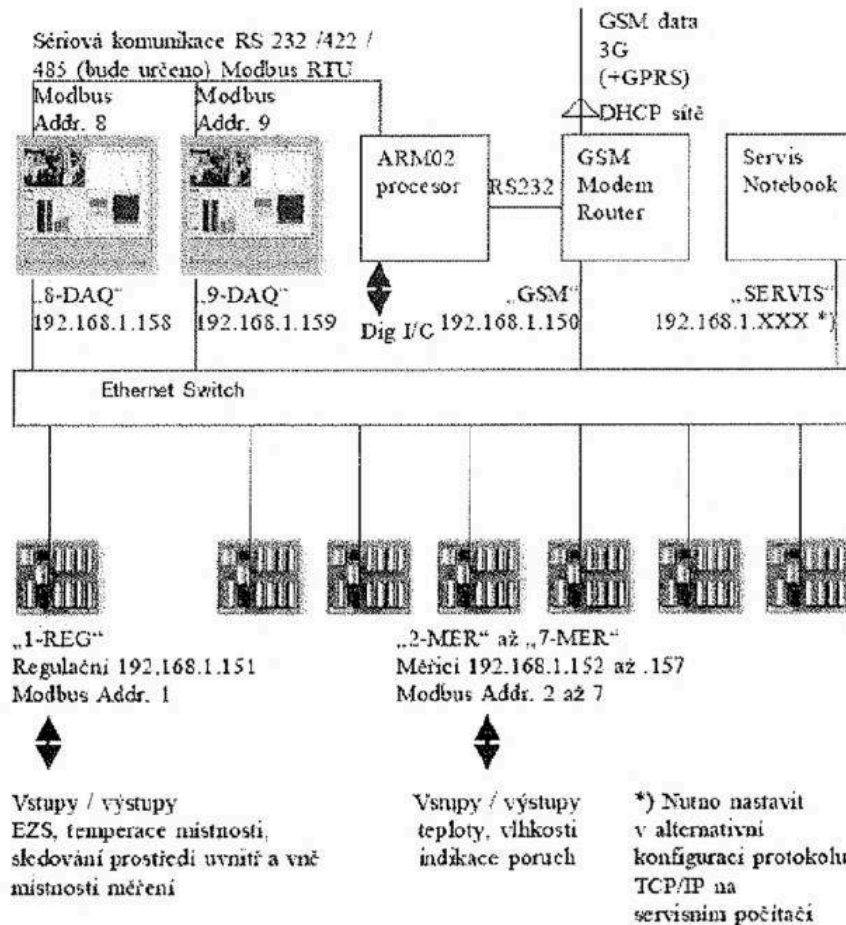 Sériová komunikace RS 232 /422 /
485 (bude určeno) Modbus RTU
Modbus
Addr. 8
Modbus
Addr. 9
GSM data
3G
(+GPRS)
DHCP sítě
ARM02
procesor
RS232
GSM
Modem
Router
Servis
Notebook
„8-DAQ“
192.168.1.158
„9-DAQ“
192.168.1.159
Dig I/C
„GSM“
192.168.1.150
„SERVIS“
192.168.1.XXX *)
Ethernet Switch
„1-REG“
Regulační 192.168.1.151
Modbus Addr. 1
„2-MER“ až „7-MER“
Měřici 192.168.1.152 až .157
Modbus Addr. 2 až 7
Vstupy / výstupy
EZS, temperace místnosti,
sledování prostředí uvnitř a vně
místnosti měření
Vstupy / výstupy
teploty, vlhkosti
indikace poruch
*) Nutno nastavit
v alternativní
konfiguraci protokolu
TCP/IP na
servisním počítači